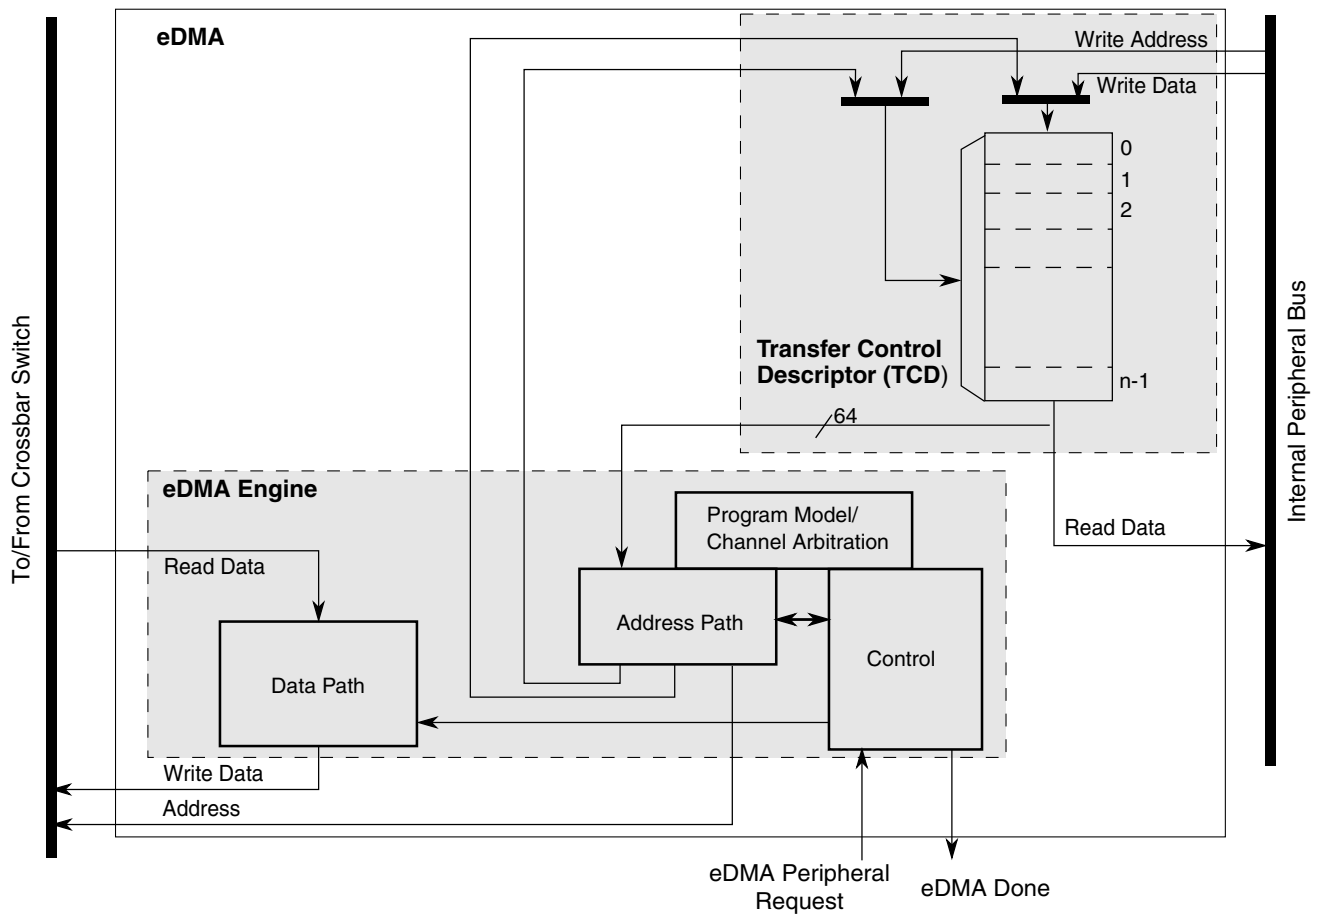 eDMA
Write Address
Write Data
0
1
2
n-1
Transfer Control
Descriptor (TCD)
64
To/From Crossbar Switch
Internal Peripheral Bus
eDMA Engine
Program Model/
Channel Arbitration
Read Data
Read Data
Address Path
Control
Data Path
Write Data
Address
eDMA Peripheral
Request
eDMA Done